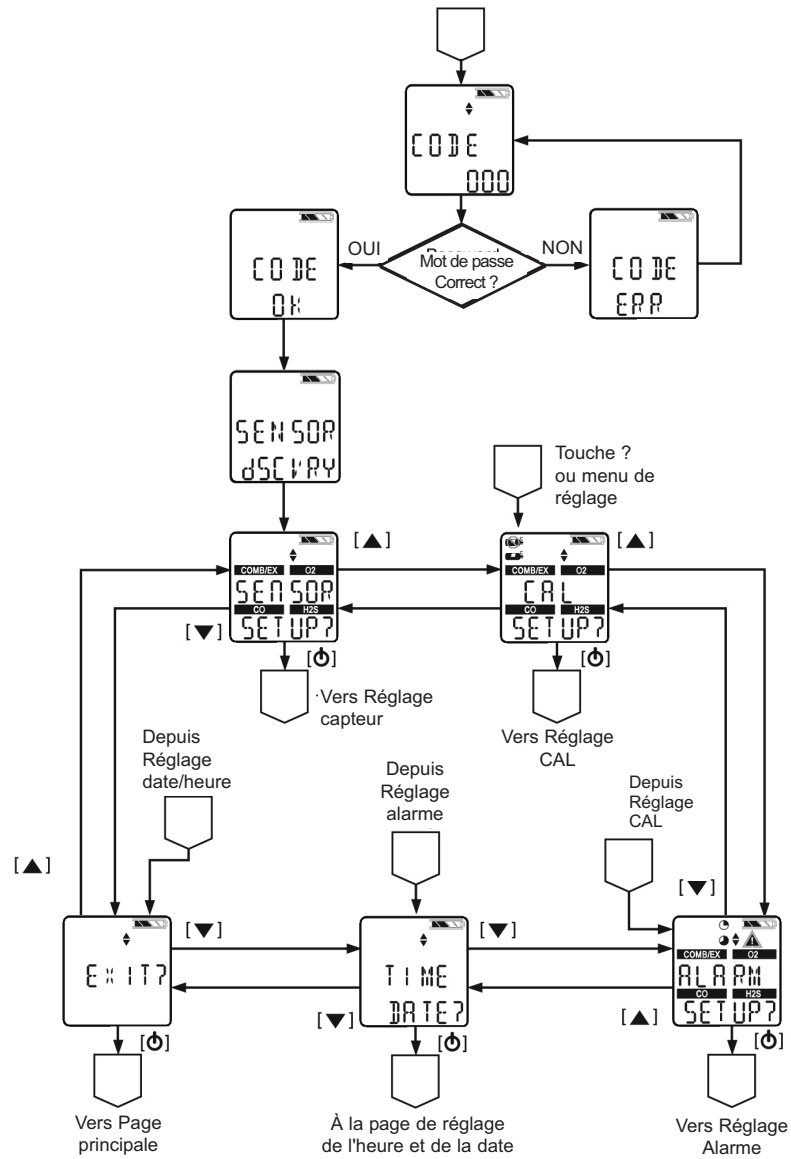 CODE
000
OUI
Mot de passe
Correct ?
NON
CODE
OK
CODE
ERR
SENSOR
dSCVRY
Touche ?
ou menu de
réglage
[▲]
[▲]
COMB/EX O2
SENSOR
CO H2S
SETUP?
COMB/EX O2
CAL
CO H2S
SETUP?
[▼]
[⏻]
[⏻]
Vers Réglage
capteur
Vers Réglage
CAL
Depuis
Réglage
date/heure
Depuis
Réglage
alarme
Depuis
Réglage
CAL
[▲]
[▼]
[▼]
[▼]
EXIT?
TIME
DATE?
COMB/EX O2
ALARM
CO H2S
SETUP?
[▼]
[▲]
[⏻]
[⏻]
[⏻]
Vers Page
principale
À la page de réglage
de l'heure et de la date
Vers Réglage
Alarme